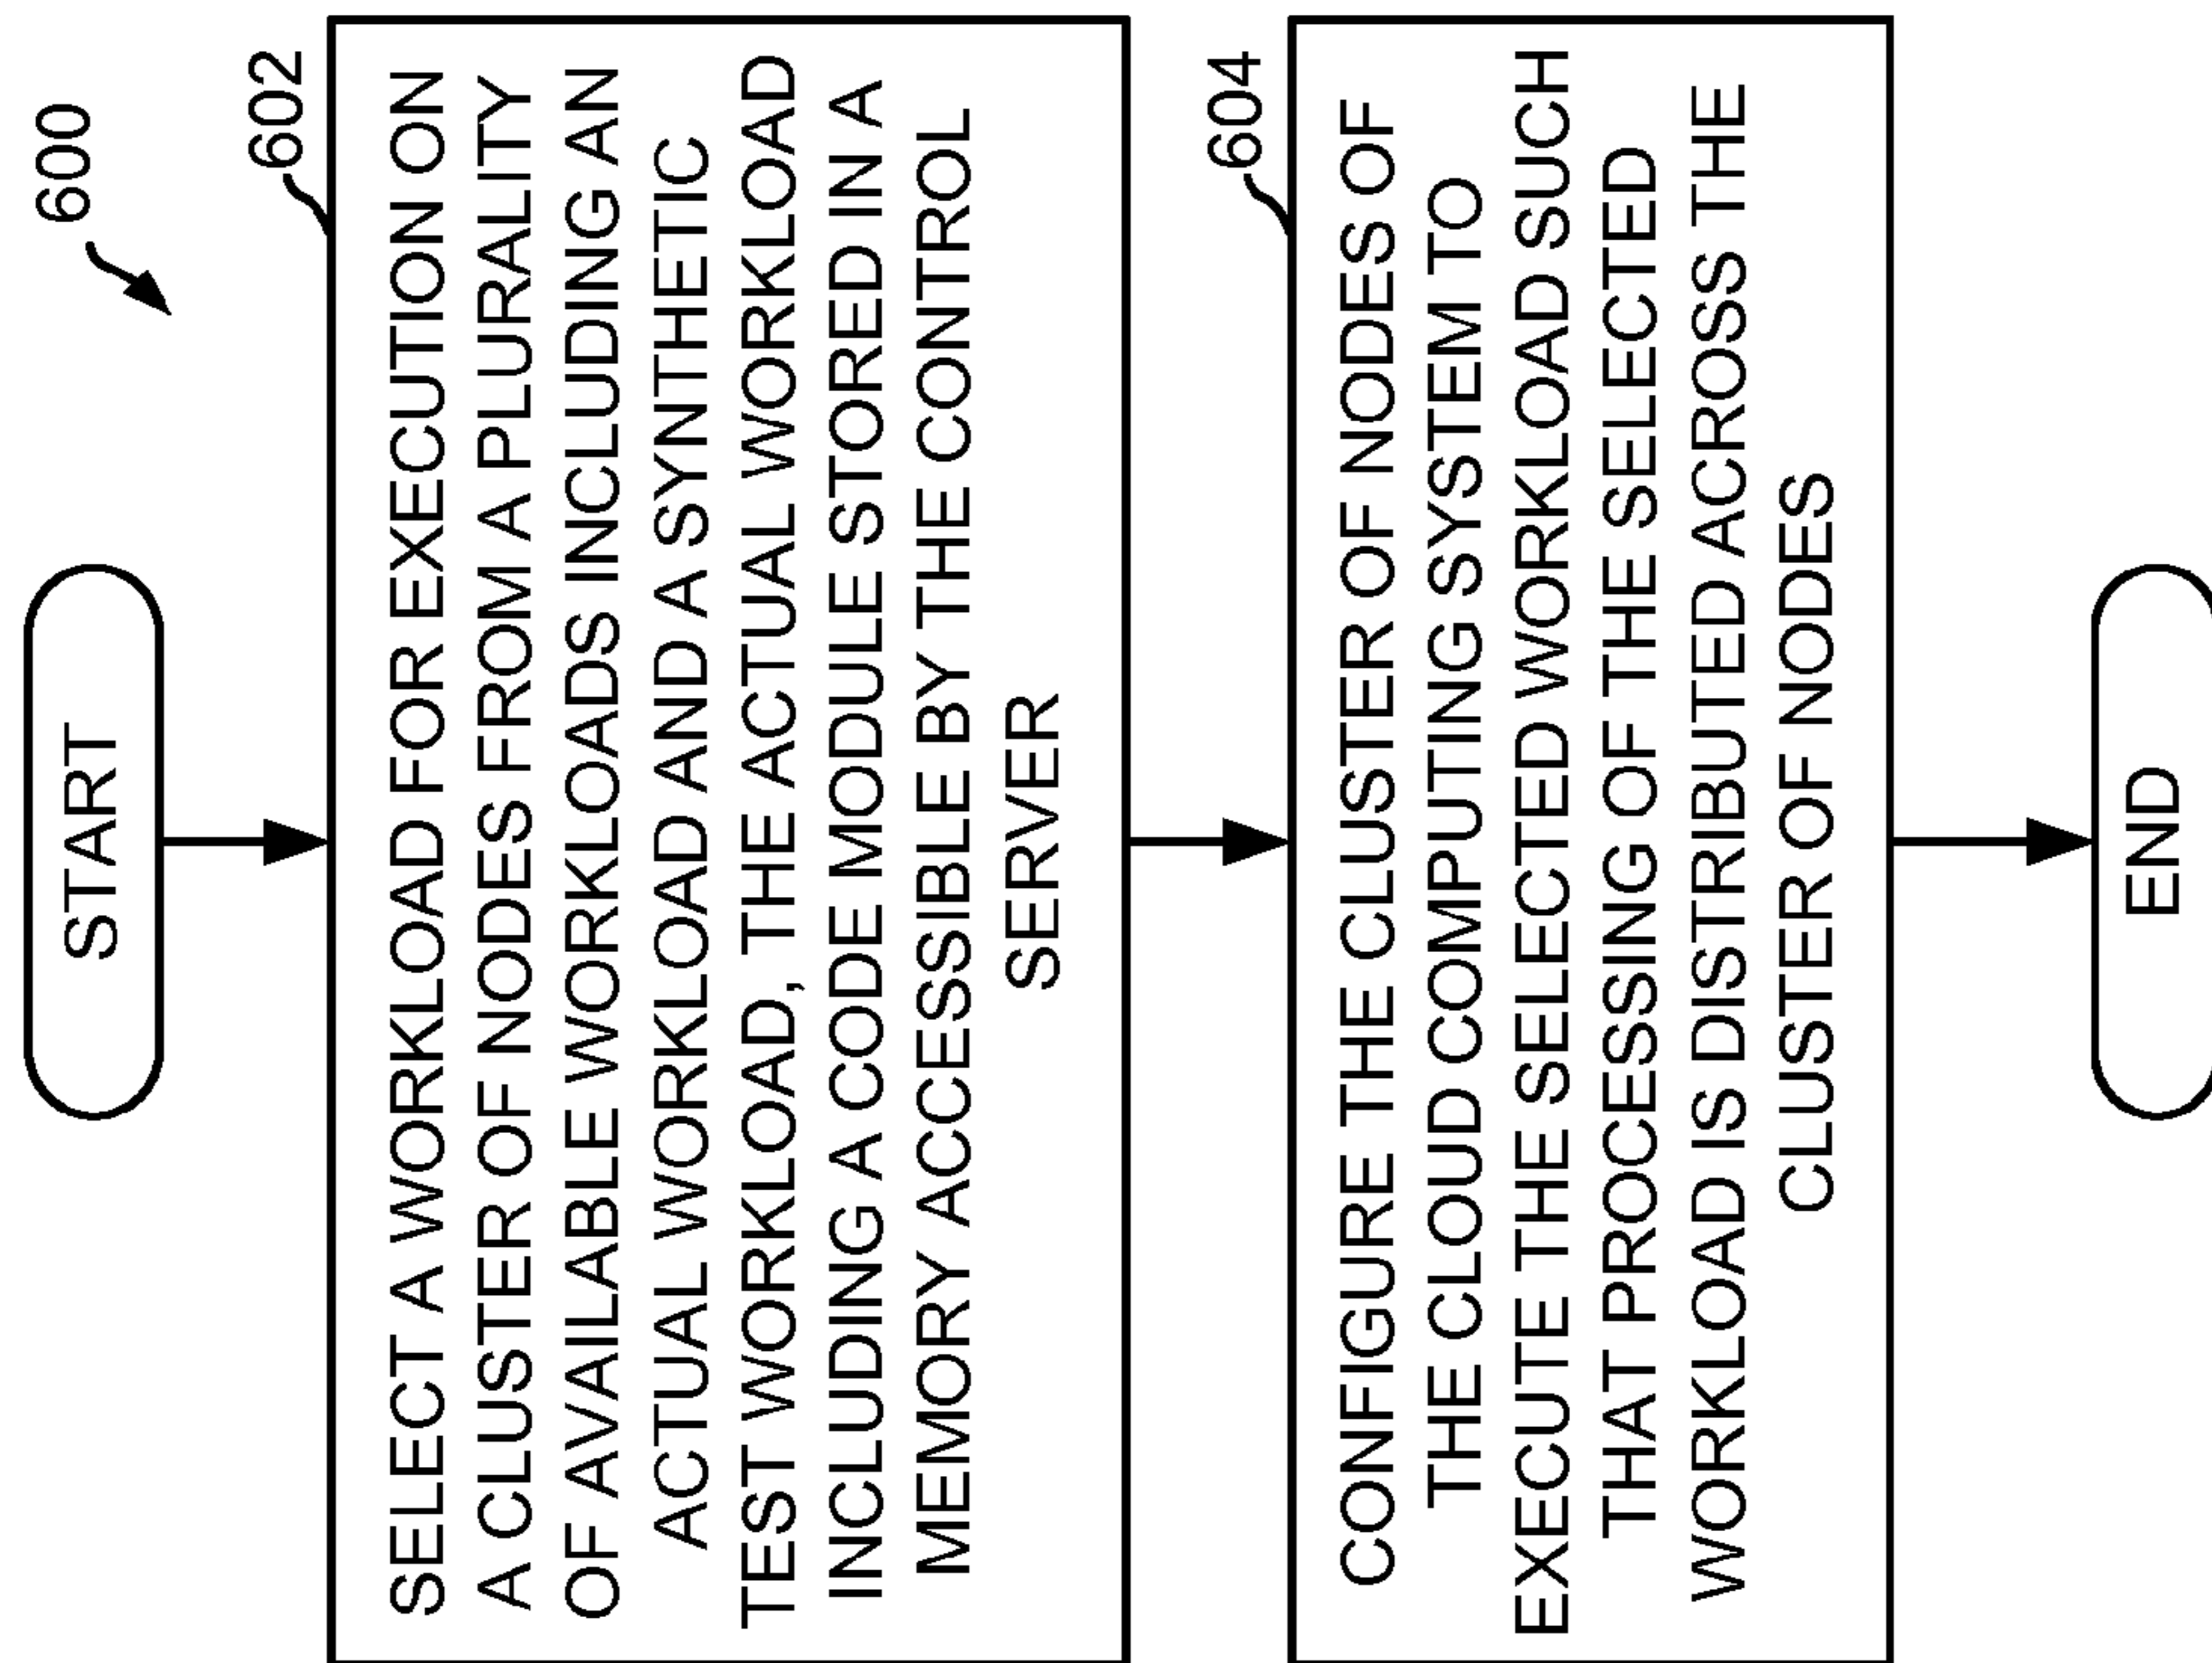 600
START
602
SELECT A WORKLOAD FOR EXECUTION ON
A CLUSTER OF NODES FROM A PLURALITY
OF AVAILABLE WORKLOADS INCLUDING AN
ACTUAL WORKLOAD AND A SYNTHETIC
TEST WORKLOAD, THE ACTUAL WORKLOAD
INCLUDING A CODE MODULE STORED IN A
MEMORY ACCESSIBLE BY THE CONTROL
SERVER
604
CONFIGURE THE CLUSTER OF NODES OF
THE CLOUD COMPUTING SYSTEM TO
EXECUTE THE SELECTED WORKLOAD SUCH
THAT PROCESSING OF THE SELECTED
WORKLOAD IS DISTRIBUTED ACROSS THE
CLUSTER OF NODES
END